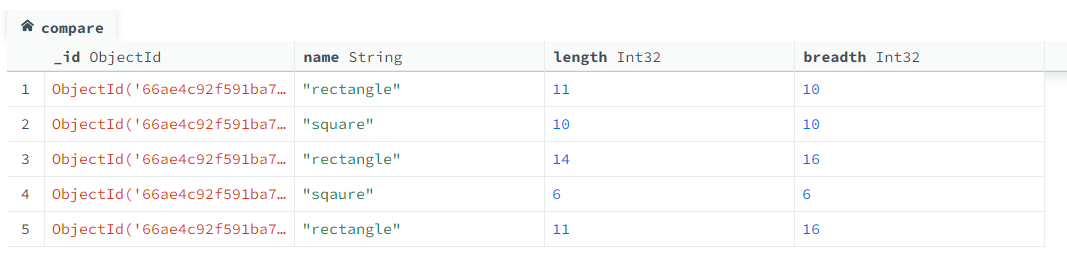 compare
_id ObjectId name String length Int32 breadth Int32
1 ObjectId('66ae4c92f591ba7… "rectangle" 11 10
2 ObjectId('66ae4c92f591ba7… "square" 10 10
3 ObjectId('66ae4c92f591ba7… "rectangle" 14 16
4 ObjectId('66ae4c92f591ba7… "sqaure" 6 6
5 ObjectId('66ae4c92f591ba7… "rectangle" 11 16